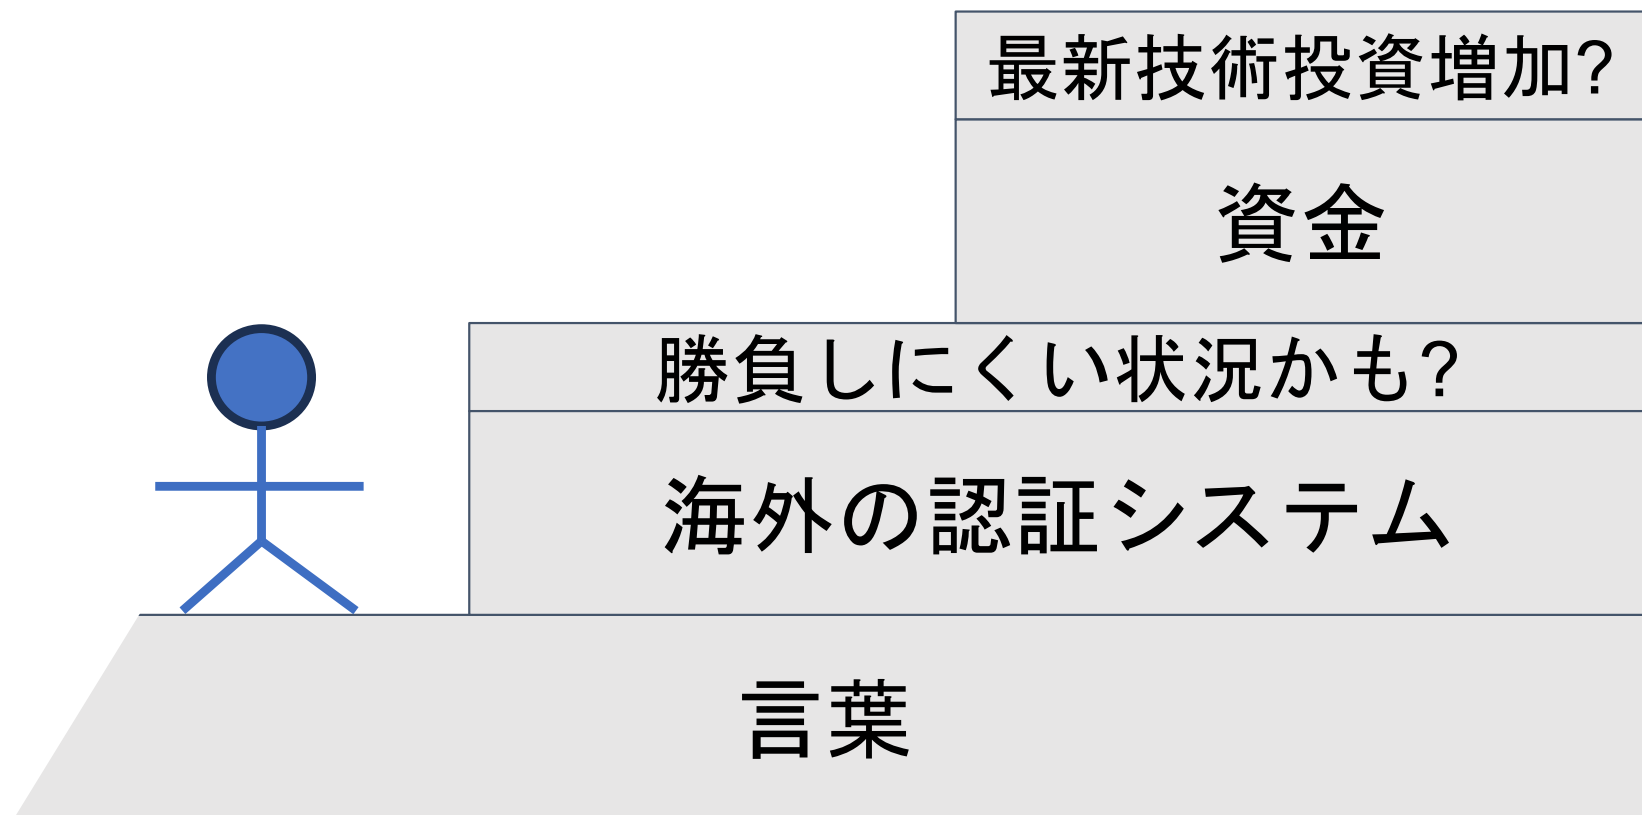 最新技術投資増加?
資金
勝負しにくい状況かも?
海外の認証システム
言葉